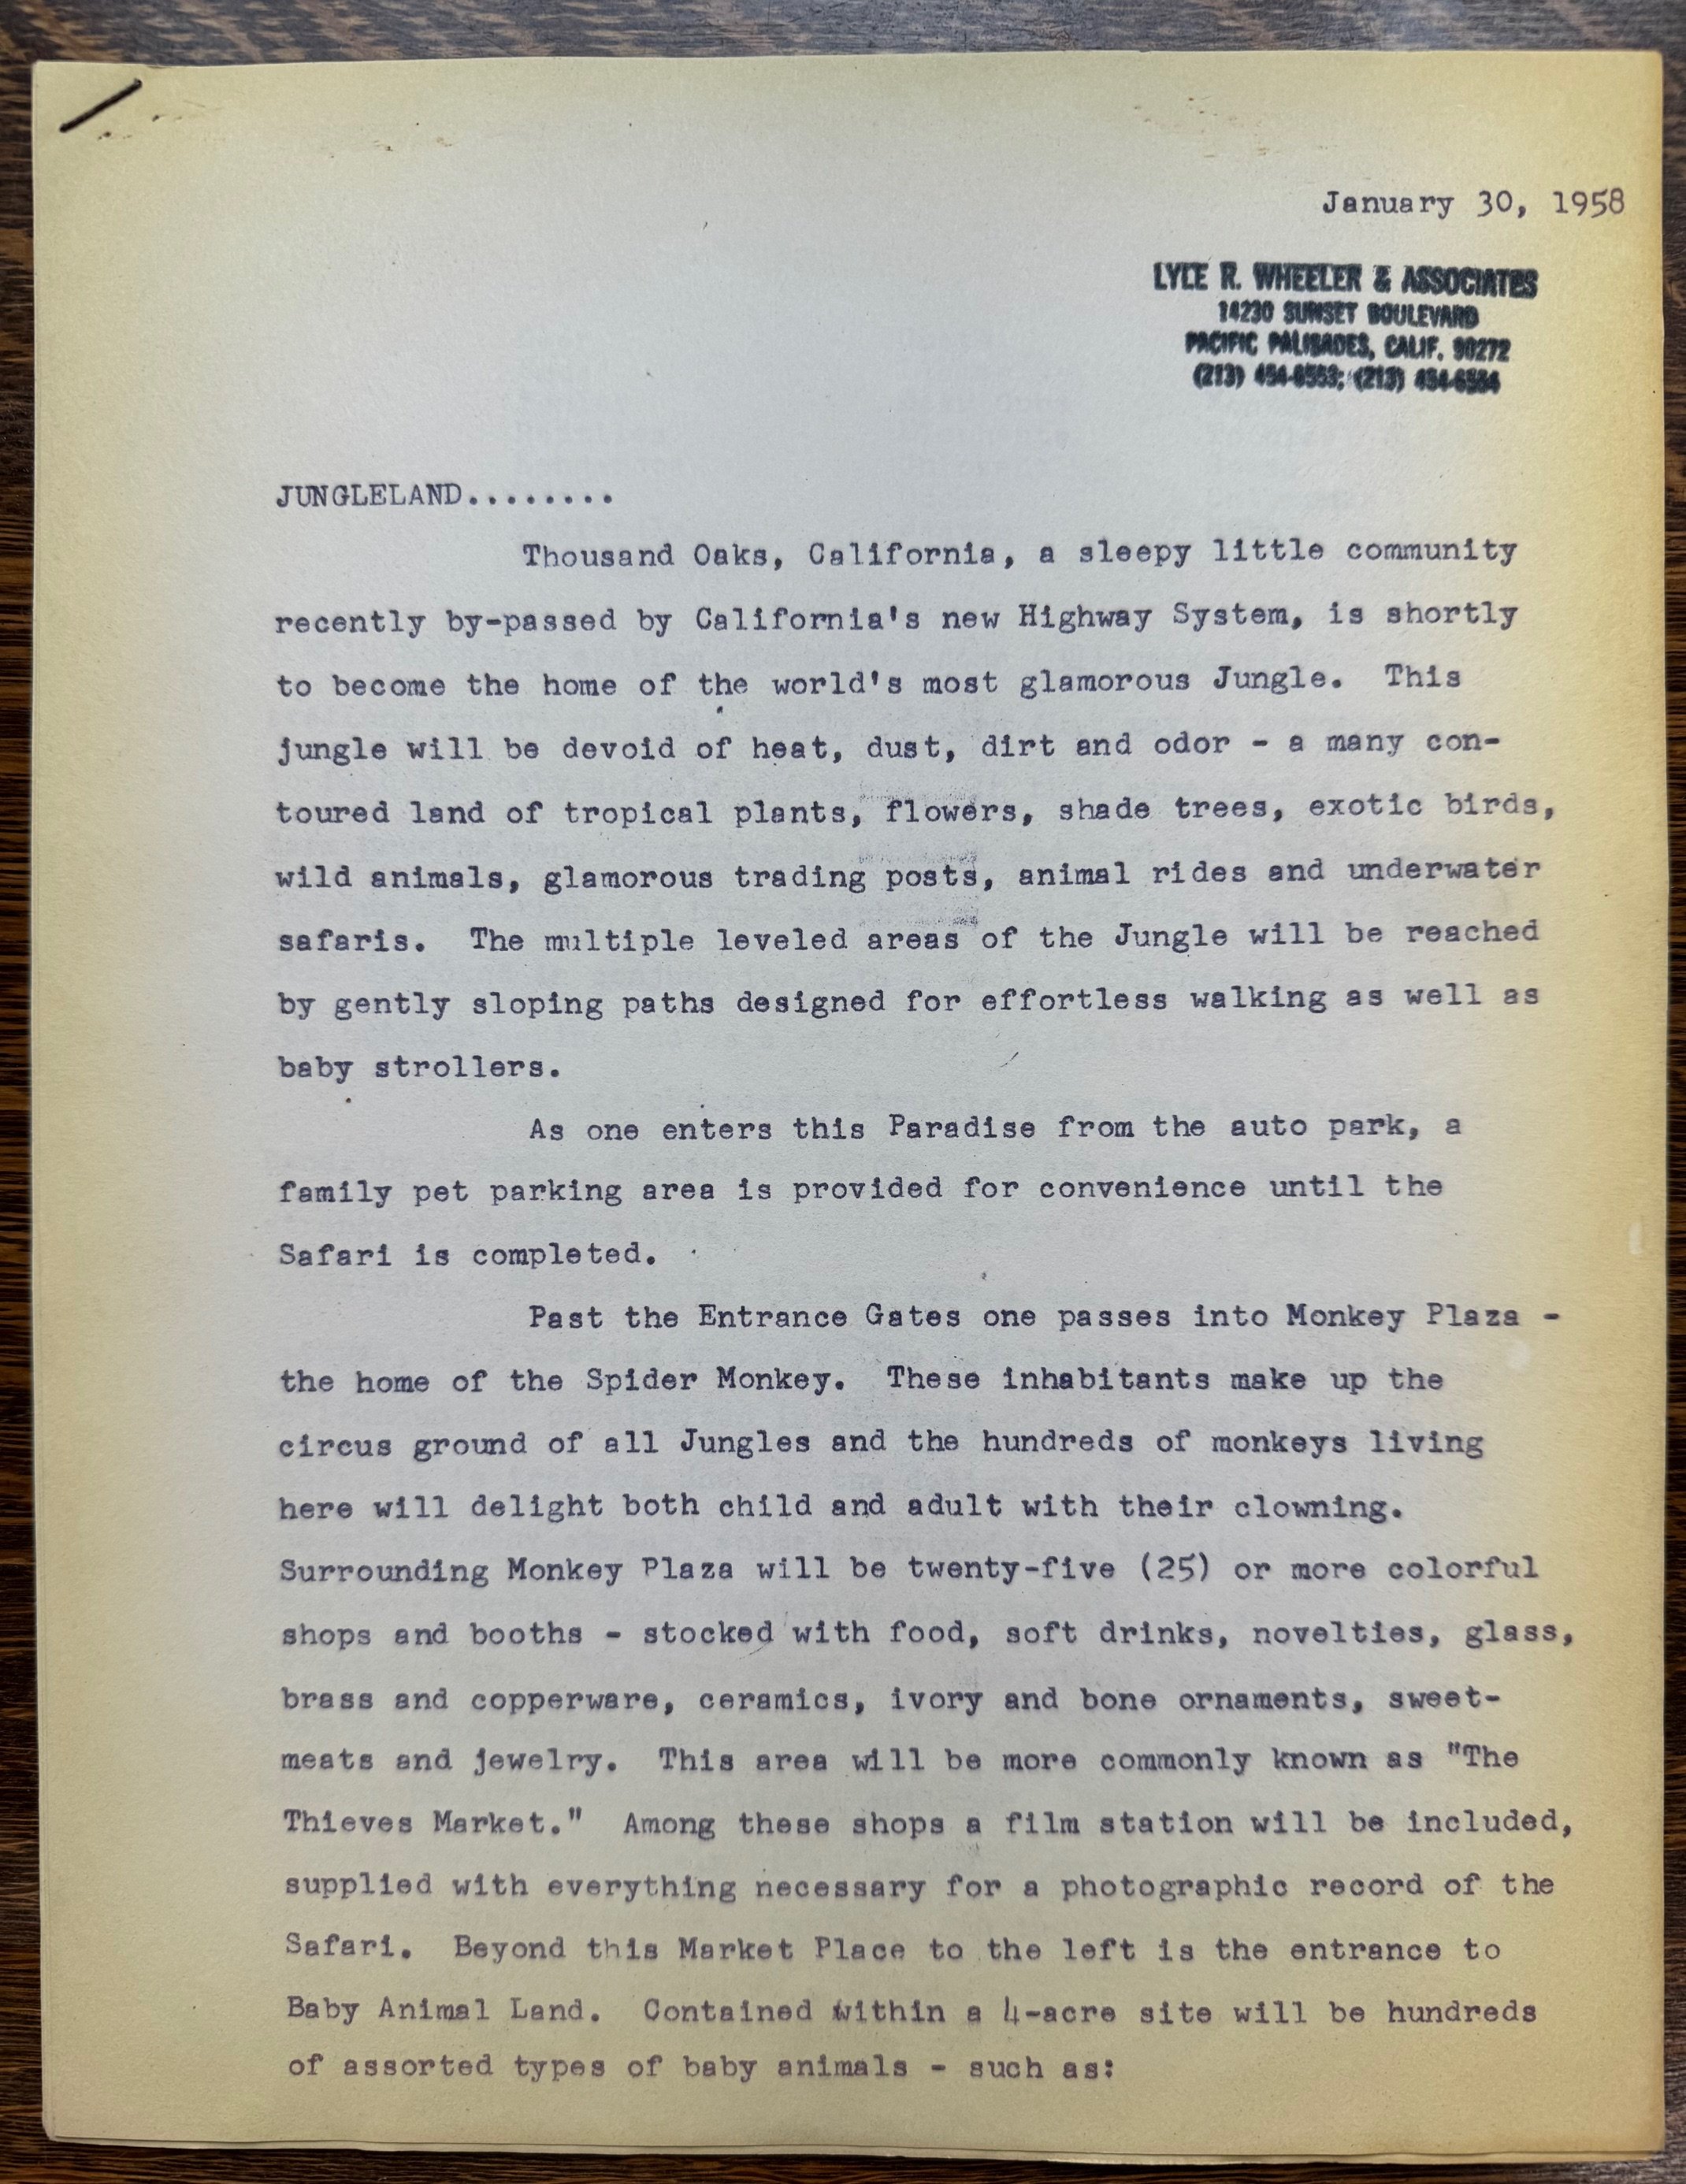 January 30, 1958
LYLE R. WHEELER & ASSOCIATES
14230 SUNSET BOULEVARD
PACIFIC PALISADES, CALIF. 90272
(213) (213)
JUNGLELAND........
Thousand Oaks, California, a sleepy little community
recently by-passed by California's new Highway System, is shortly
to become the home of the world's most glamorous Jungle. This
jungle will be devoid of heat, dust, dirt and odor - a many con-
toured land of tropical plants, flowers, shade trees, exotic birds,
wild animals, glamorous trading posts, animal rides and underwater
safaris. The multiple leveled areas of the Jungle will be reached
by gently sloping paths designed for effortless walking as well as
baby strollers.
As one enters this Paradise from the auto park, a
family pet parking area is provided for convenience until the
Safari is completed.
Past the Entrance Gates one passes into Monkey Plaza -
the home of the Spider Monkey. These inhabitants make up the
circus ground of all Jungles and the hundreds of monkeys living
here will delight both child and adult with their clowning.
Surrounding Monkey Plaza will be twenty-five (25) or more colorful
shops and booths - stocked with food, soft drinks, novelties, glass,
brass and copperware, ceramics, ivory and bone ornaments, sweet-
meats and jewelry. This area will be more commonly known as "The
Thieves Market." Among these shops a film station will be included,
supplied with everything necessary for a photographic record of the
Safari. Beyond this Market Place to the left is the entrance to
Baby Animal Land. Contained within a 4-acre site will be hundreds
of assorted types of baby animals - such as: